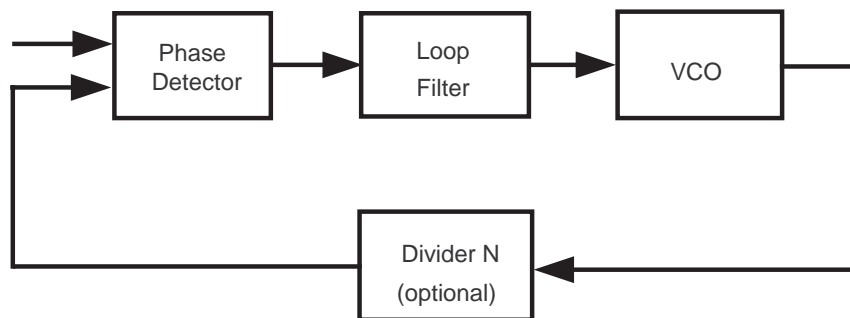 Phase
Detector
Loop
Filter
VCO
Divider N
(optional)